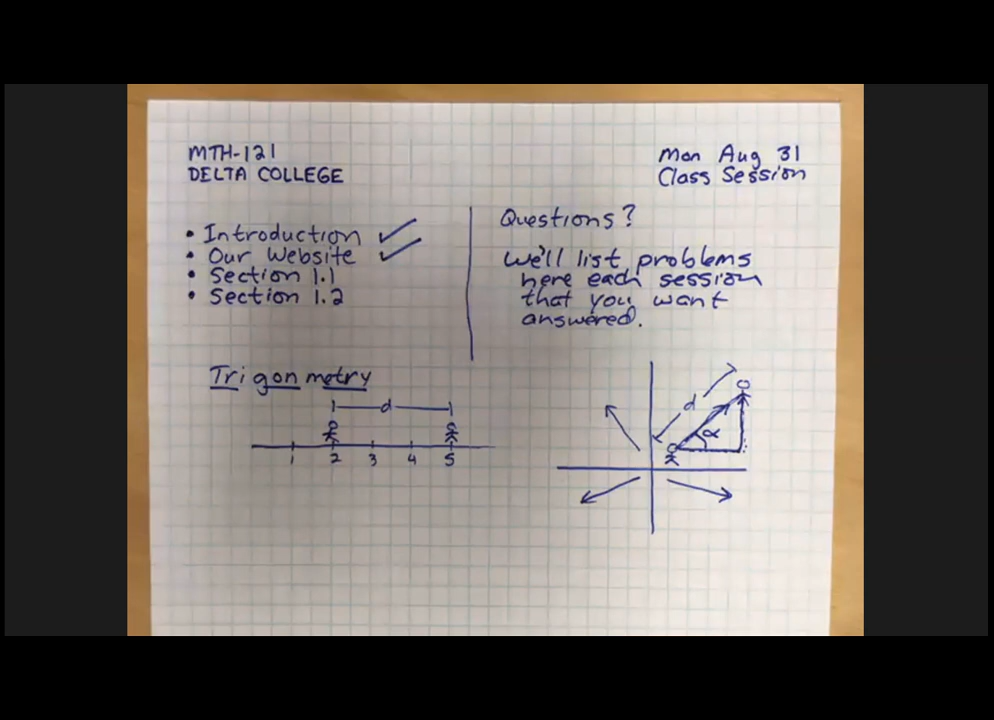 MTH-121
DELTA COLLEGE
Mon Aug 31
Class Session
• Introduction ✓
• Our Website ✓
• Section 1.1
• Section 1.2
Questions?
We'll list problems
here each session
that you want
answered.
Trigonometry
d
1 2 3 4 5
d
α